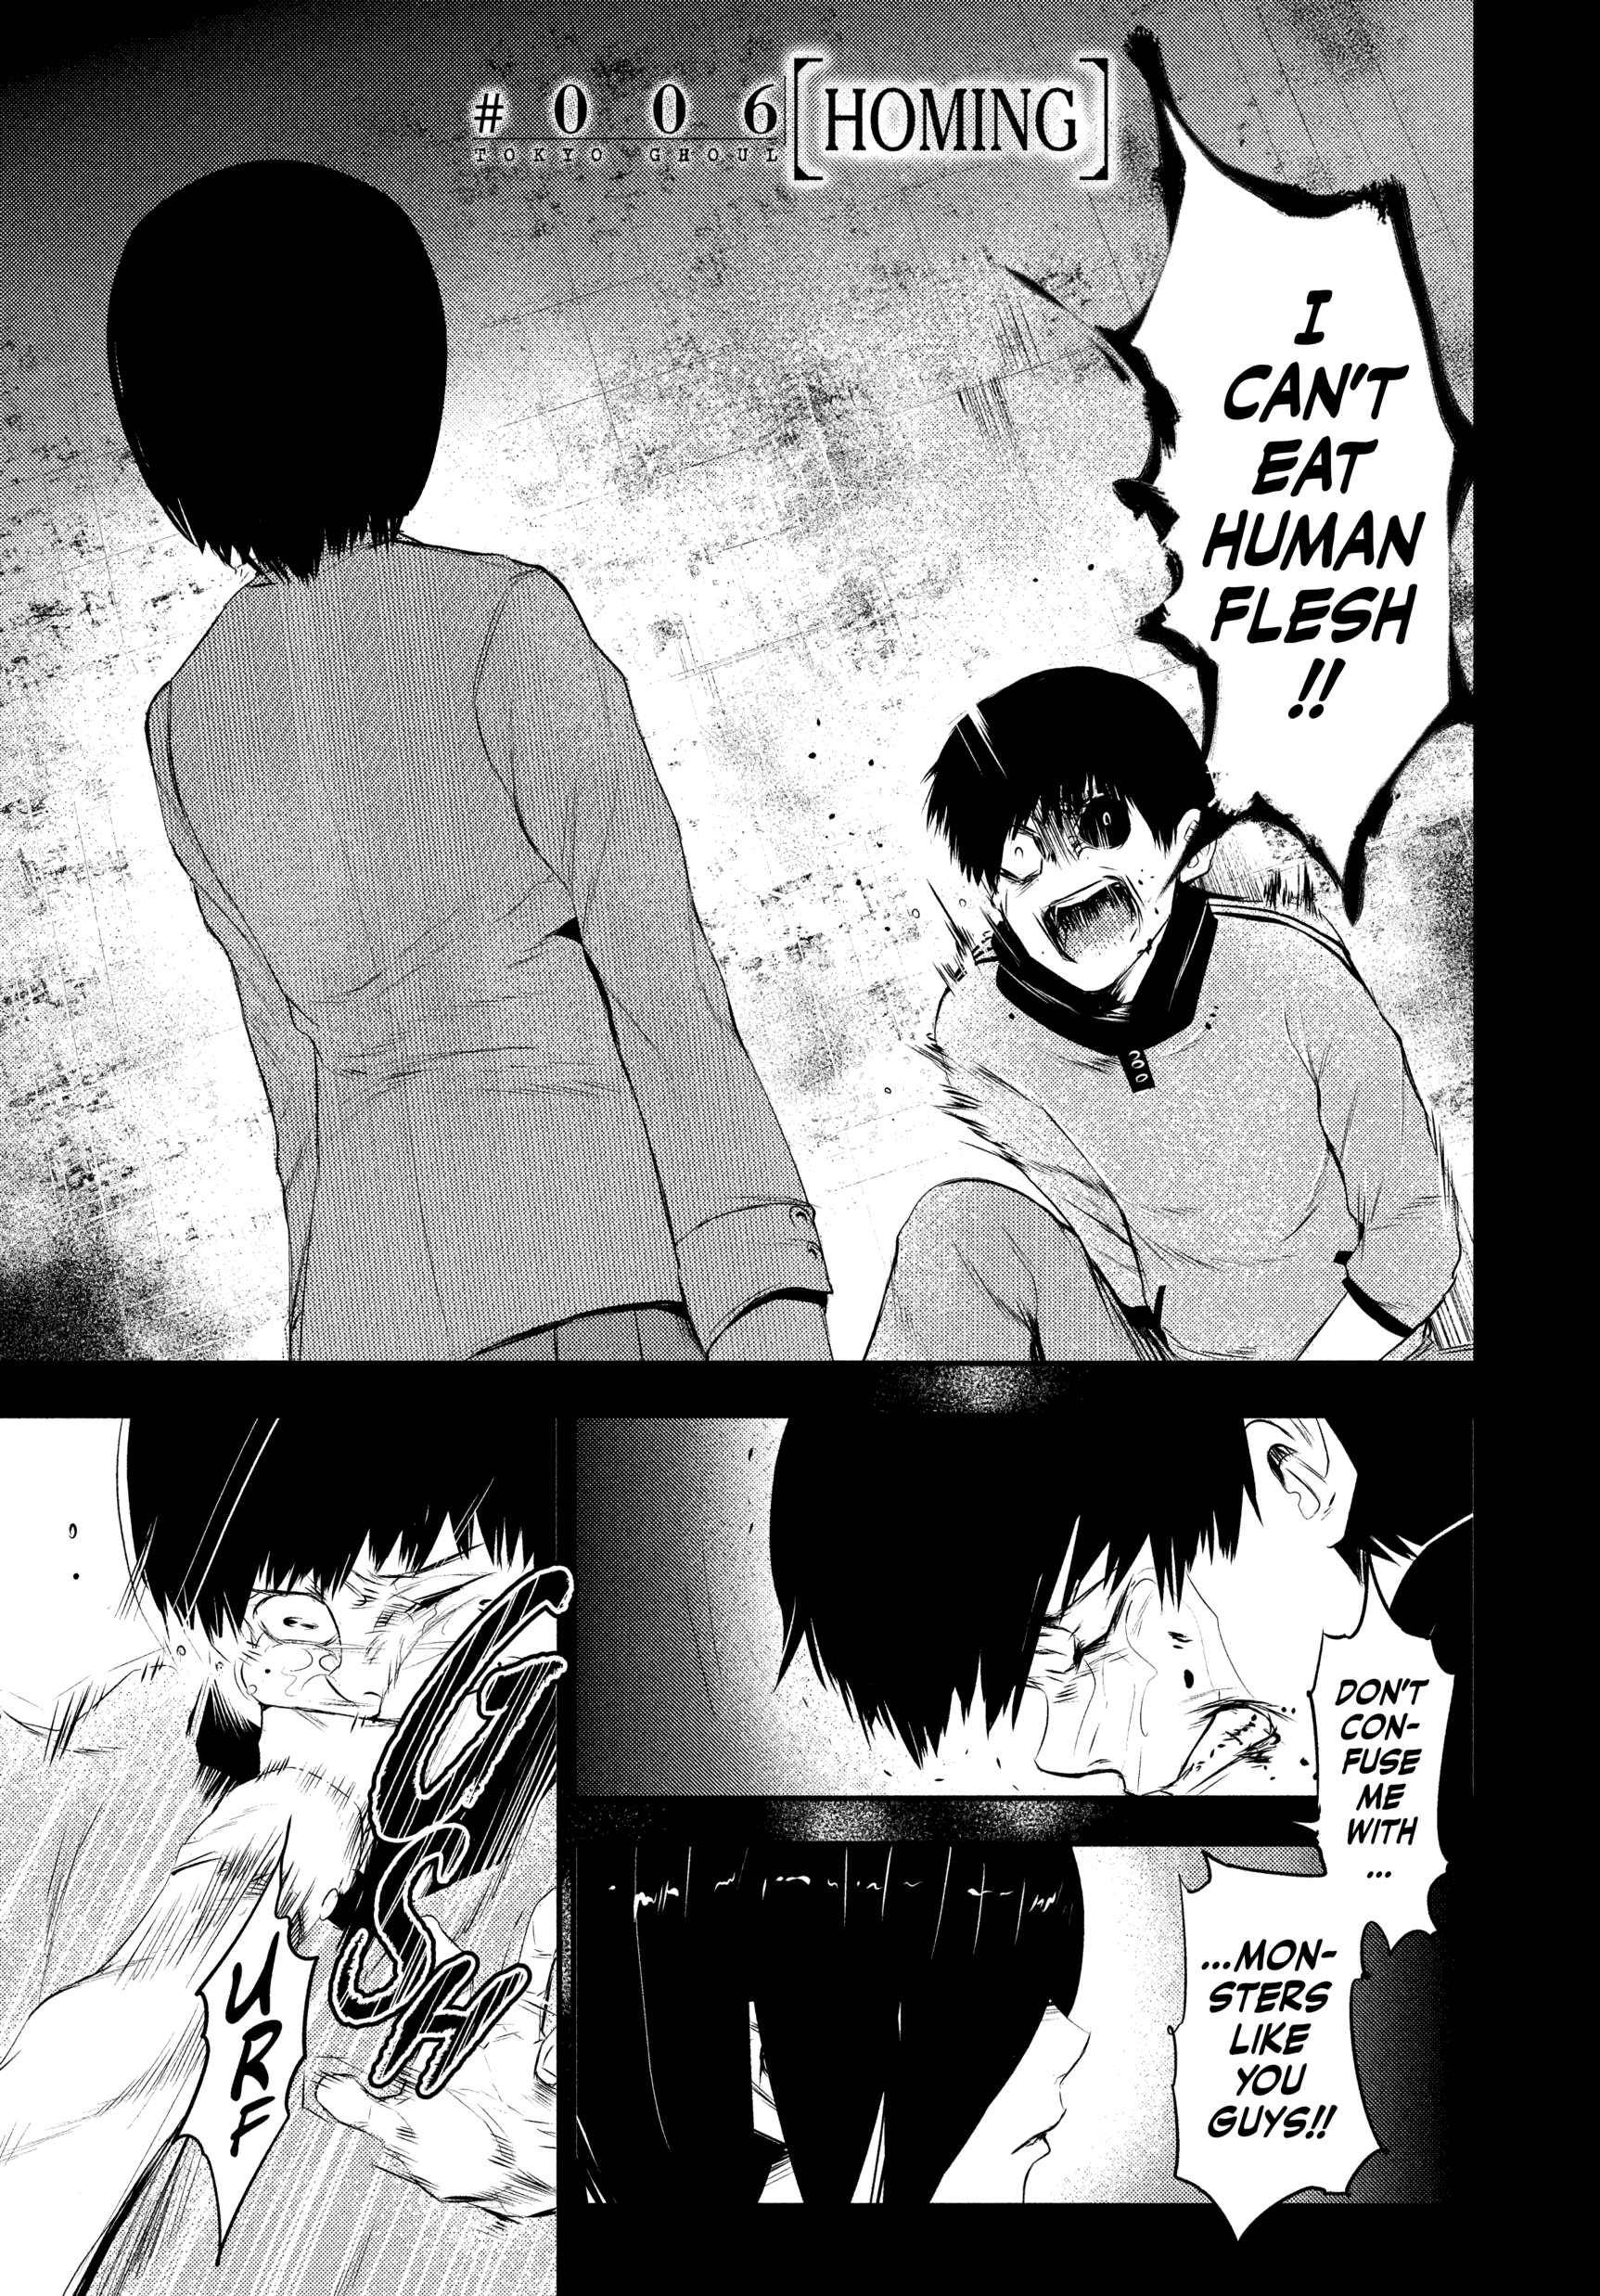 #006
TOKYO GHOUL
[HOMING]
I
CAN'T
EAT
HUMAN
FLESH
!!
DON'T
CON-
FUSE
ME
WITH
...
...MON-
STERS
LIKE
YOU
GUYS!!
GSH
URF